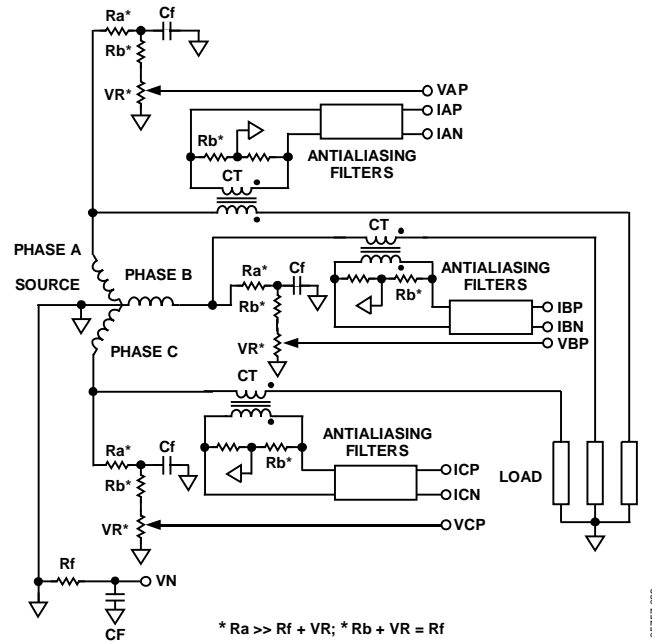 Ra*
Cf
Rb*
VR*
VAP
IAP
IAN
Rb*
ANTIALIASING
FILTERS
CT
CT
PHASE A
SOURCE
PHASE B
Ra*
Cf
ANTIALIASING
FILTERS
Rb*
Rb*
IBP
IBN
VR*
VBP
PHASE C
CT
Ra*
Cf
ANTIALIASING
FILTERS
Rb*
Rb*
ICP
ICN
LOAD
VR*
VCP
Rf
VN
CF
* Ra >> Rf + VR; * Rb + VR = Rf